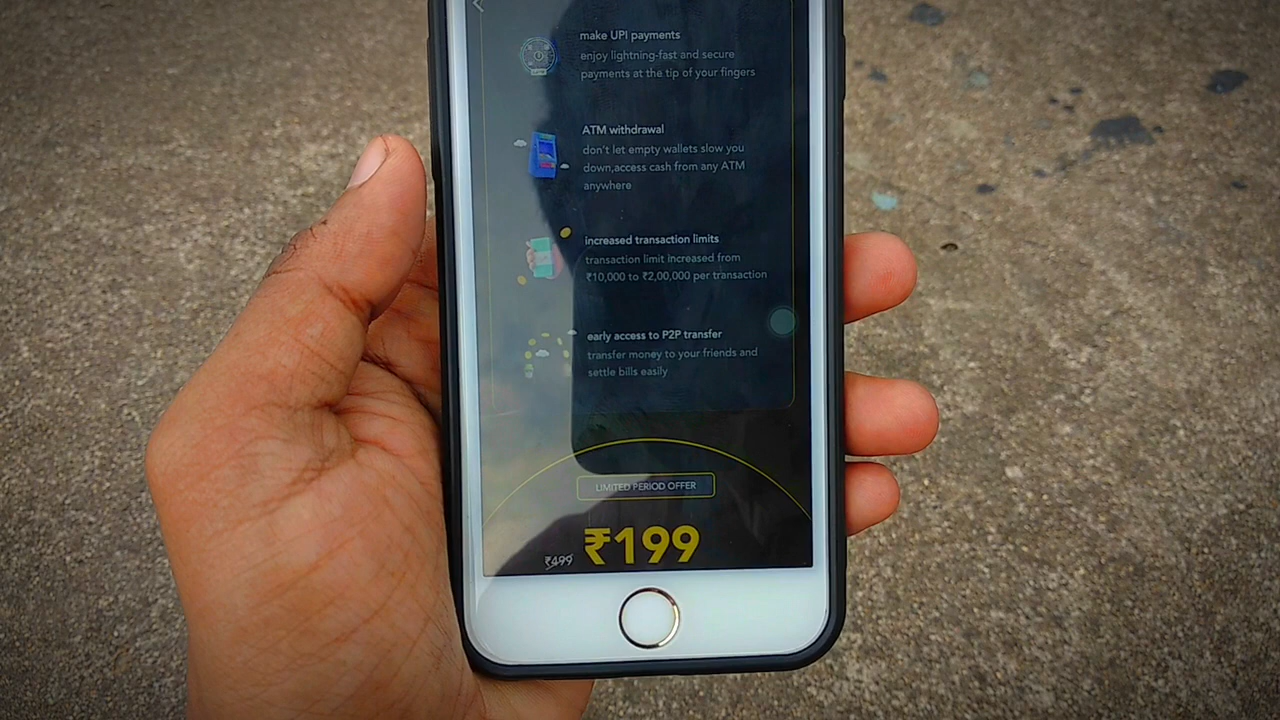 make UPI payments
enjoy lightning-fast and secure
payments at the tip of your fingers
ATM withdrawal
don't let empty wallets slow you
down,access cash from any ATM
anywhere
increased transaction limits
transaction limit increased from
₹10,000 to ₹2,00,000 per transaction
early access to P2P transfer
transfer money to your friends and
settle bills easily
LIMITED PERIOD OFFER
₹499 ₹199